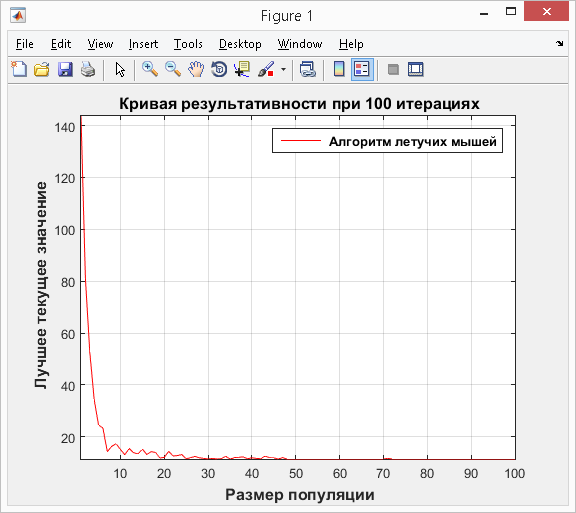 Figure 1
File Edit View Insert Tools Desktop Window Help
Кривая результативности при 100 итерациях
Алгоритм летучих мышей
Лучшее текущее значение
140
120
100
80
60
40
20
10 20 30 40 50 60 70 80 90 100
Размер популяции